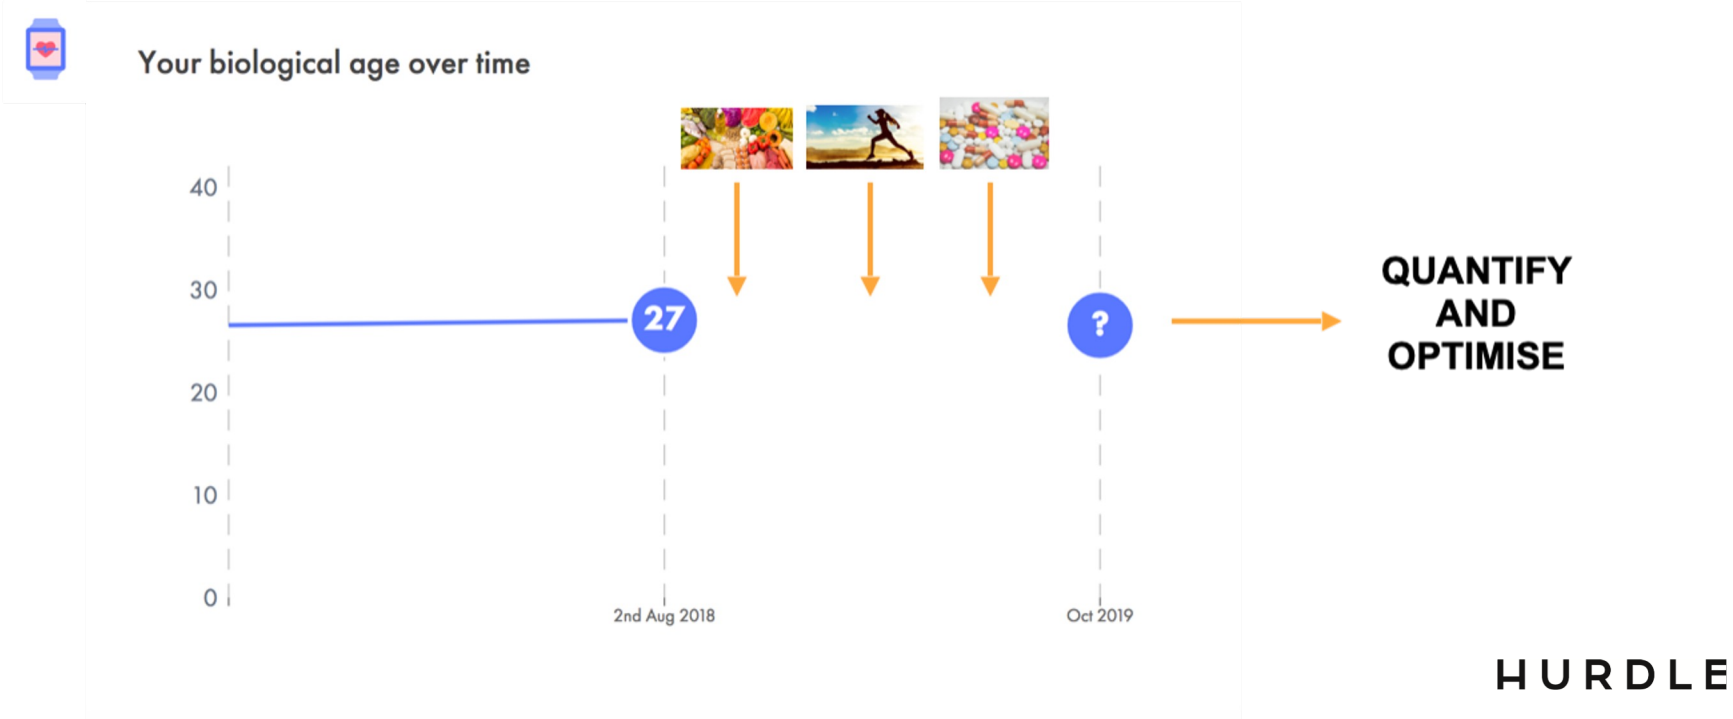 Your biological age over time
40
30
20
10
0
27
?
2nd Aug 2018
Oct 2019
QUANTIFY
AND
OPTIMISE
HURDLE